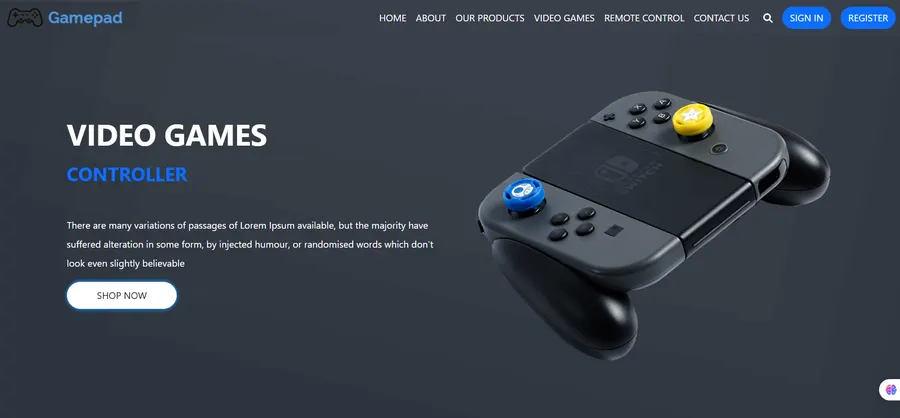 Gamepad
HOME ABOUT OUR PRODUCTS VIDEO GAMES REMOTE CONTROL CONTACT US SIGN IN REGISTER
VIDEO GAMES
CONTROLLER
There are many variations of passages of Lorem Ipsum available, but the majority have
suffered alteration in some form, by injected humour, or randomised words which don't
look even slightly believable
SHOP NOW
X
A
Y
B
SWITCH